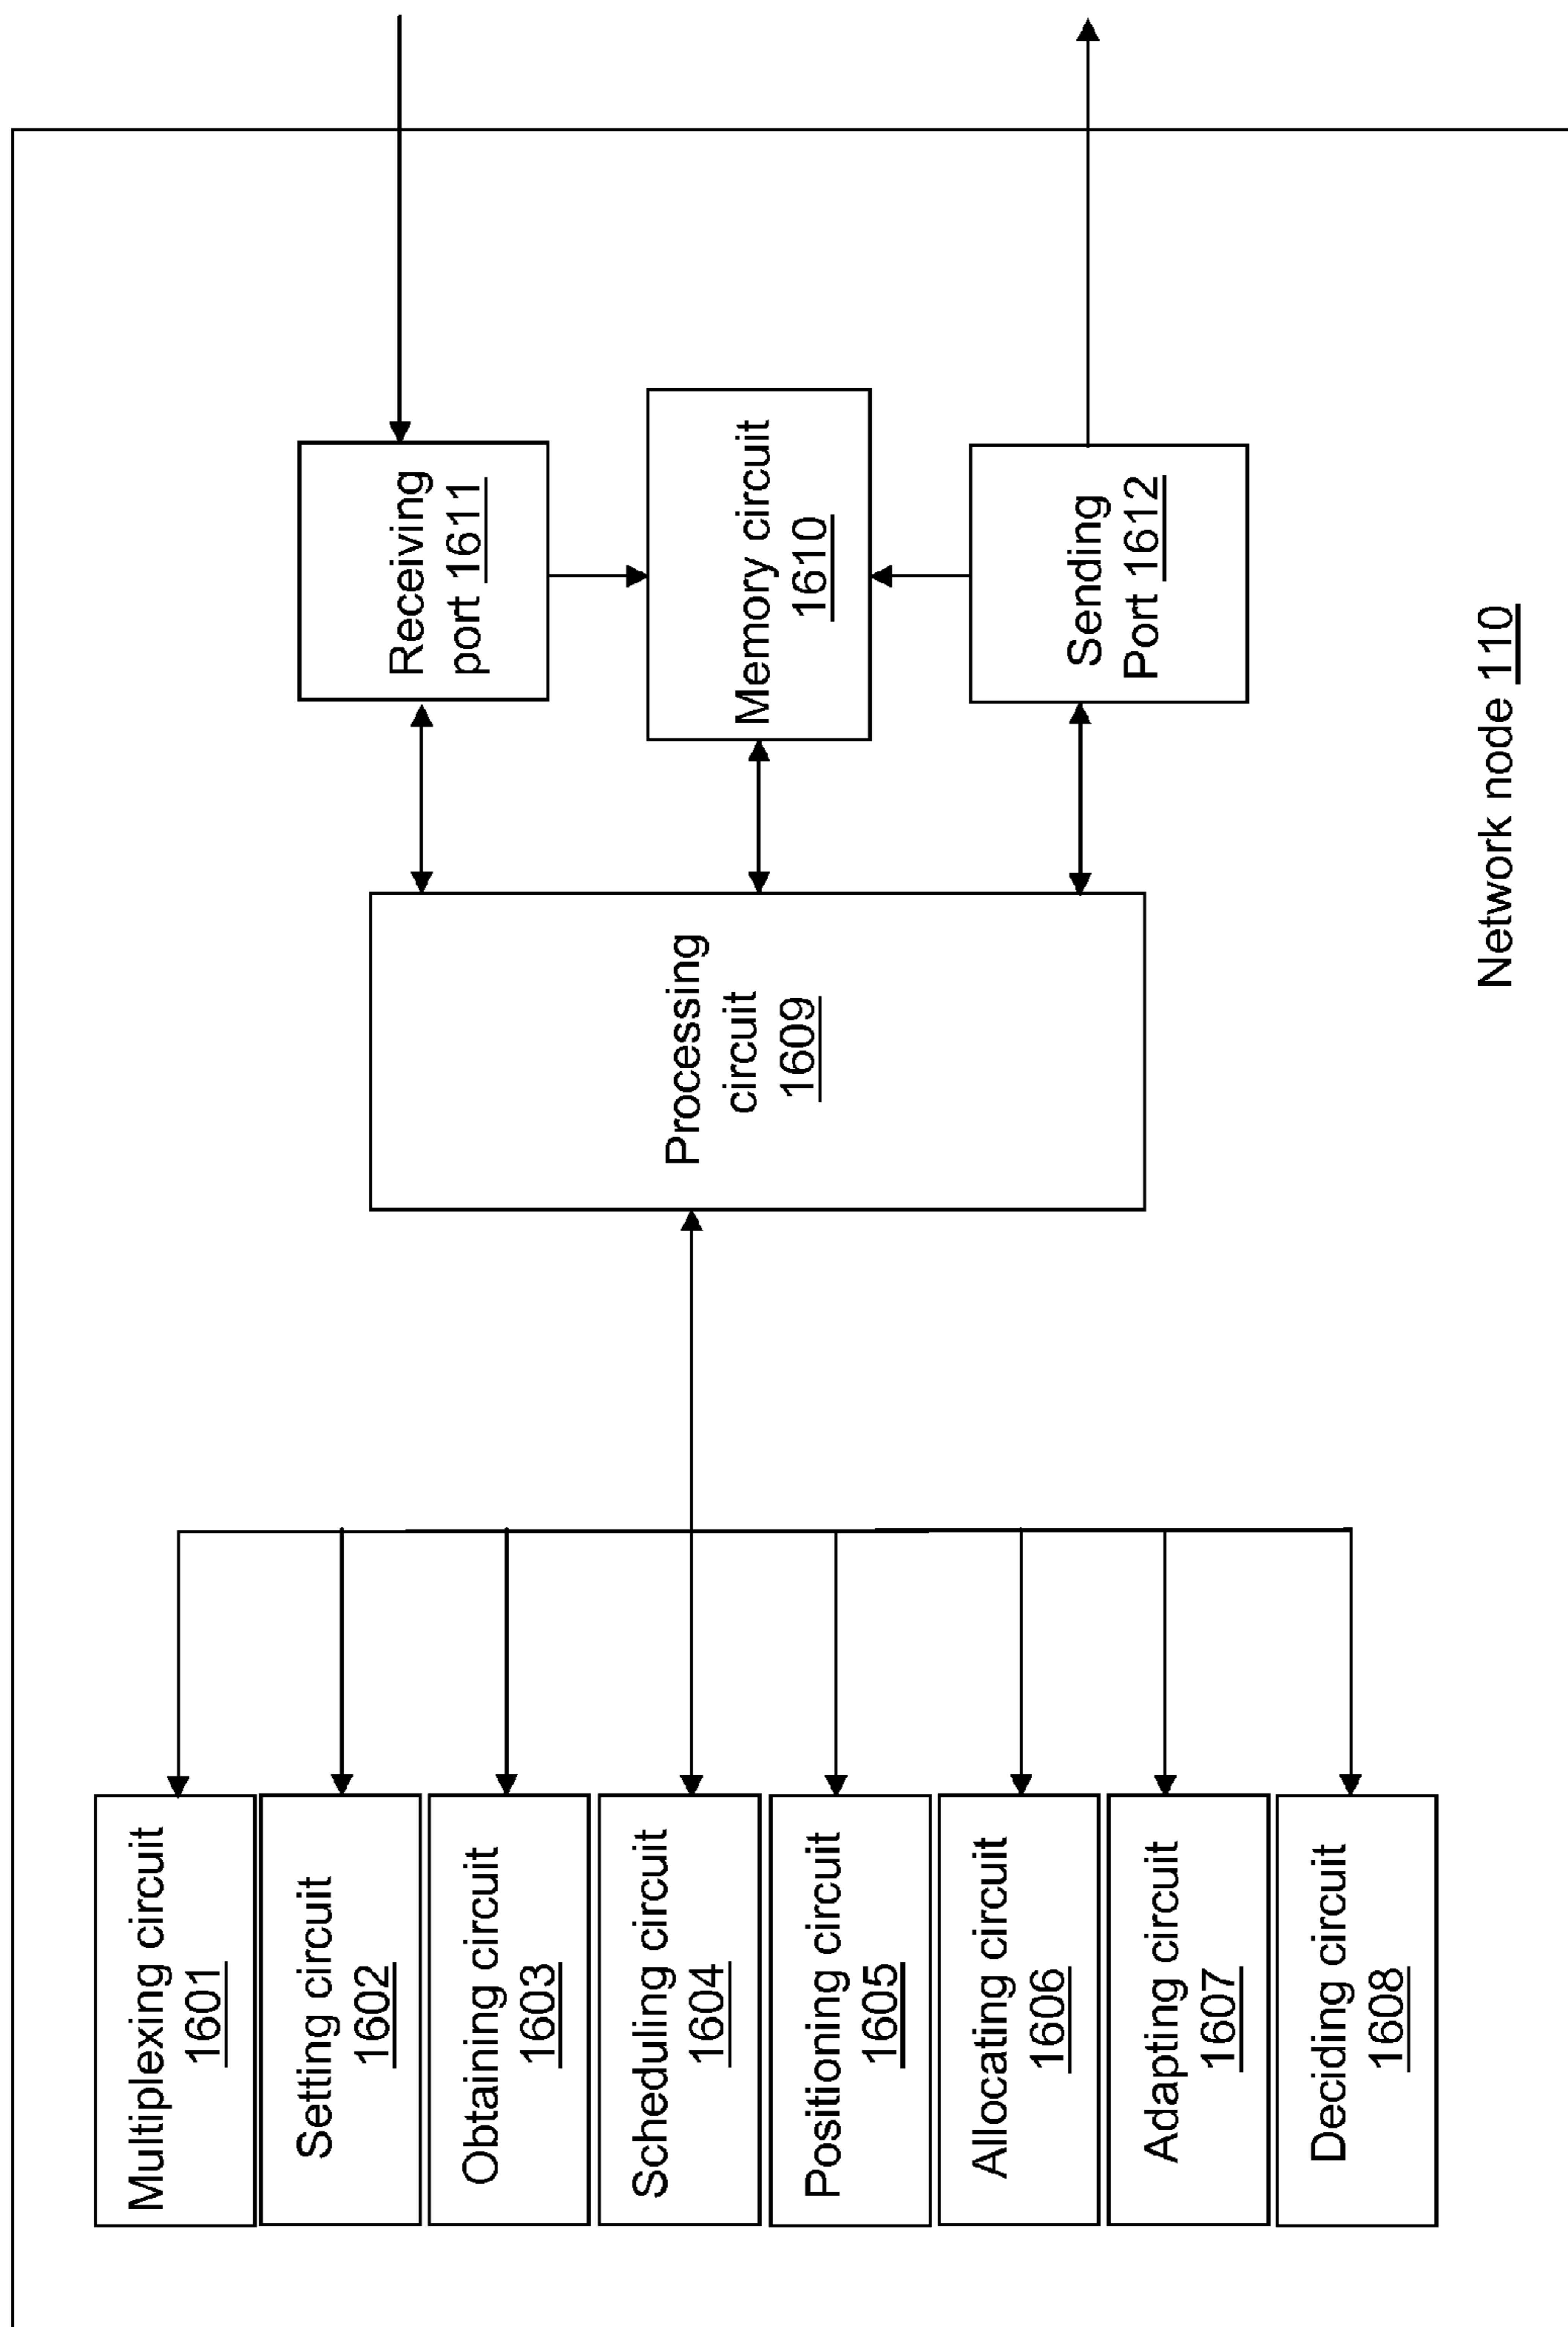 Multiplexing circuit
1601
Setting circuit
1602
Obtaining circuit
1603
Scheduling circuit
1604
Positioning circuit
1605
Allocating circuit
1606
Adapting circuit
1607
Deciding circuit
1608
Processing
circuit
1609
Receiving
port 1611
Memory circuit
1610
Sending
Port 1612
Network node 110